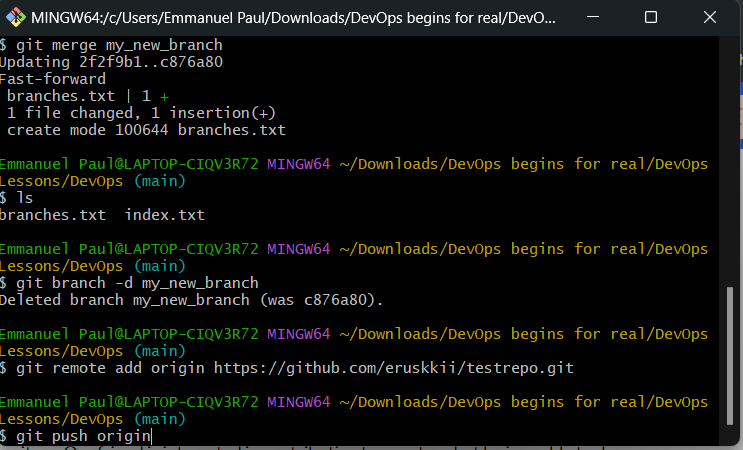 MINGW64:/c/Users/Emmanuel Paul/Downloads/DevOps begins for real/DevO...
$ git merge my_new_branch
Updating 2f2f9b1..c876a80
Fast-forward
 branches.txt | 1 +
 1 file changed, 1 insertion(+)
 create mode 100644 branches.txt
Emmanuel Paul@LAPTOP-CIQV3R72 MINGW64 ~/Downloads/DevOps begins for real/DevOps
Lessons/DevOps (main)
$ ls
branches.txt  index.txt
Emmanuel Paul@LAPTOP-CIQV3R72 MINGW64 ~/Downloads/DevOps begins for real/DevOps
Lessons/DevOps (main)
$ git branch -d my_new_branch
Deleted branch my_new_branch (was c876a80).
Emmanuel Paul@LAPTOP-CIQV3R72 MINGW64 ~/Downloads/DevOps begins for real/DevOps
Lessons/DevOps (main)
$ git remote add origin https://github.com/eruskkii/testrepo.git
Emmanuel Paul@LAPTOP-CIQV3R72 MINGW64 ~/Downloads/DevOps begins for real/DevOps
Lessons/DevOps (main)
$ git push origin